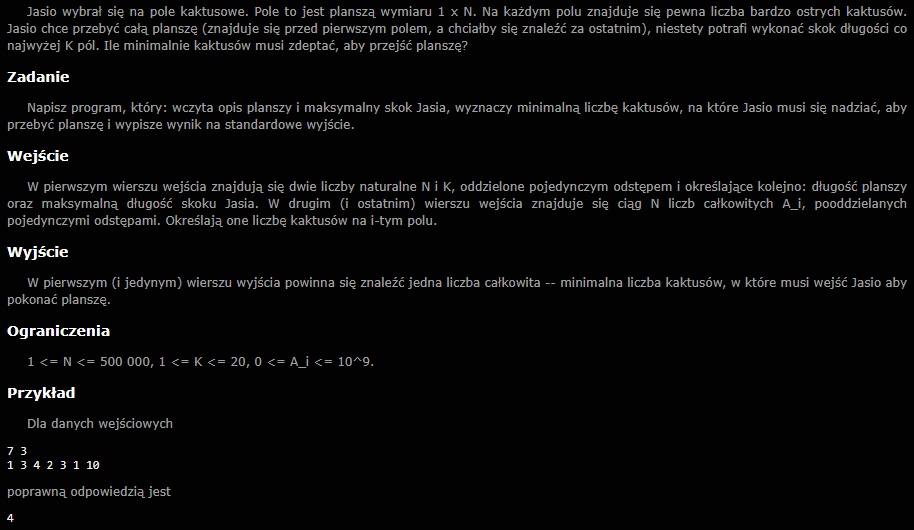 Jasio wybrał się na pole kaktusowe. Pole to jest planszą wymiaru 1 x N. Na każdym polu znajduje się pewna liczba bardzo ostrych kaktusów.
Jasio chce przebyć całą planszę (znajduje się przed pierwszym polem, a chciałby się znaleźć za ostatnim), niestety potrafi wykonać skok długości co
najwyżej K pól. Ile minimalnie kaktusów musi zdeptać, aby przejść planszę?
Zadanie
Napisz program, który: wczyta opis planszy i maksymalny skok Jasia, wyznaczy minimalną liczbę kaktusów, na które Jasio musi się nadziać, aby
przebyć planszę i wypisze wynik na standardowe wyjście.
Wejście
W pierwszym wierszu wejścia znajdują się dwie liczby naturalne N i K, oddzielone pojedynczym odstępem i określające kolejno: długość planszy
oraz maksymalną długość skoku Jasia. W drugim (i ostatnim) wierszu wejścia znajduje się ciąg N liczb całkowitych A_i, pooddzielanych
pojedynczymi odstępami. Określają one liczbę kaktusów na i-tym polu.
Wyjście
W pierwszym (i jedynym) wierszu wyjścia powinna się znaleźć jedna liczba całkowita -- minimalna liczba kaktusów, w które musi wejść Jasio aby
pokonać planszę.
Ograniczenia
1 <= N <= 500 000, 1 <= K <= 20, 0 <= A_i <= 10^9.
Przykład
Dla danych wejściowych
7 3
1 3 4 2 3 1 10
poprawną odpowiedzią jest
4